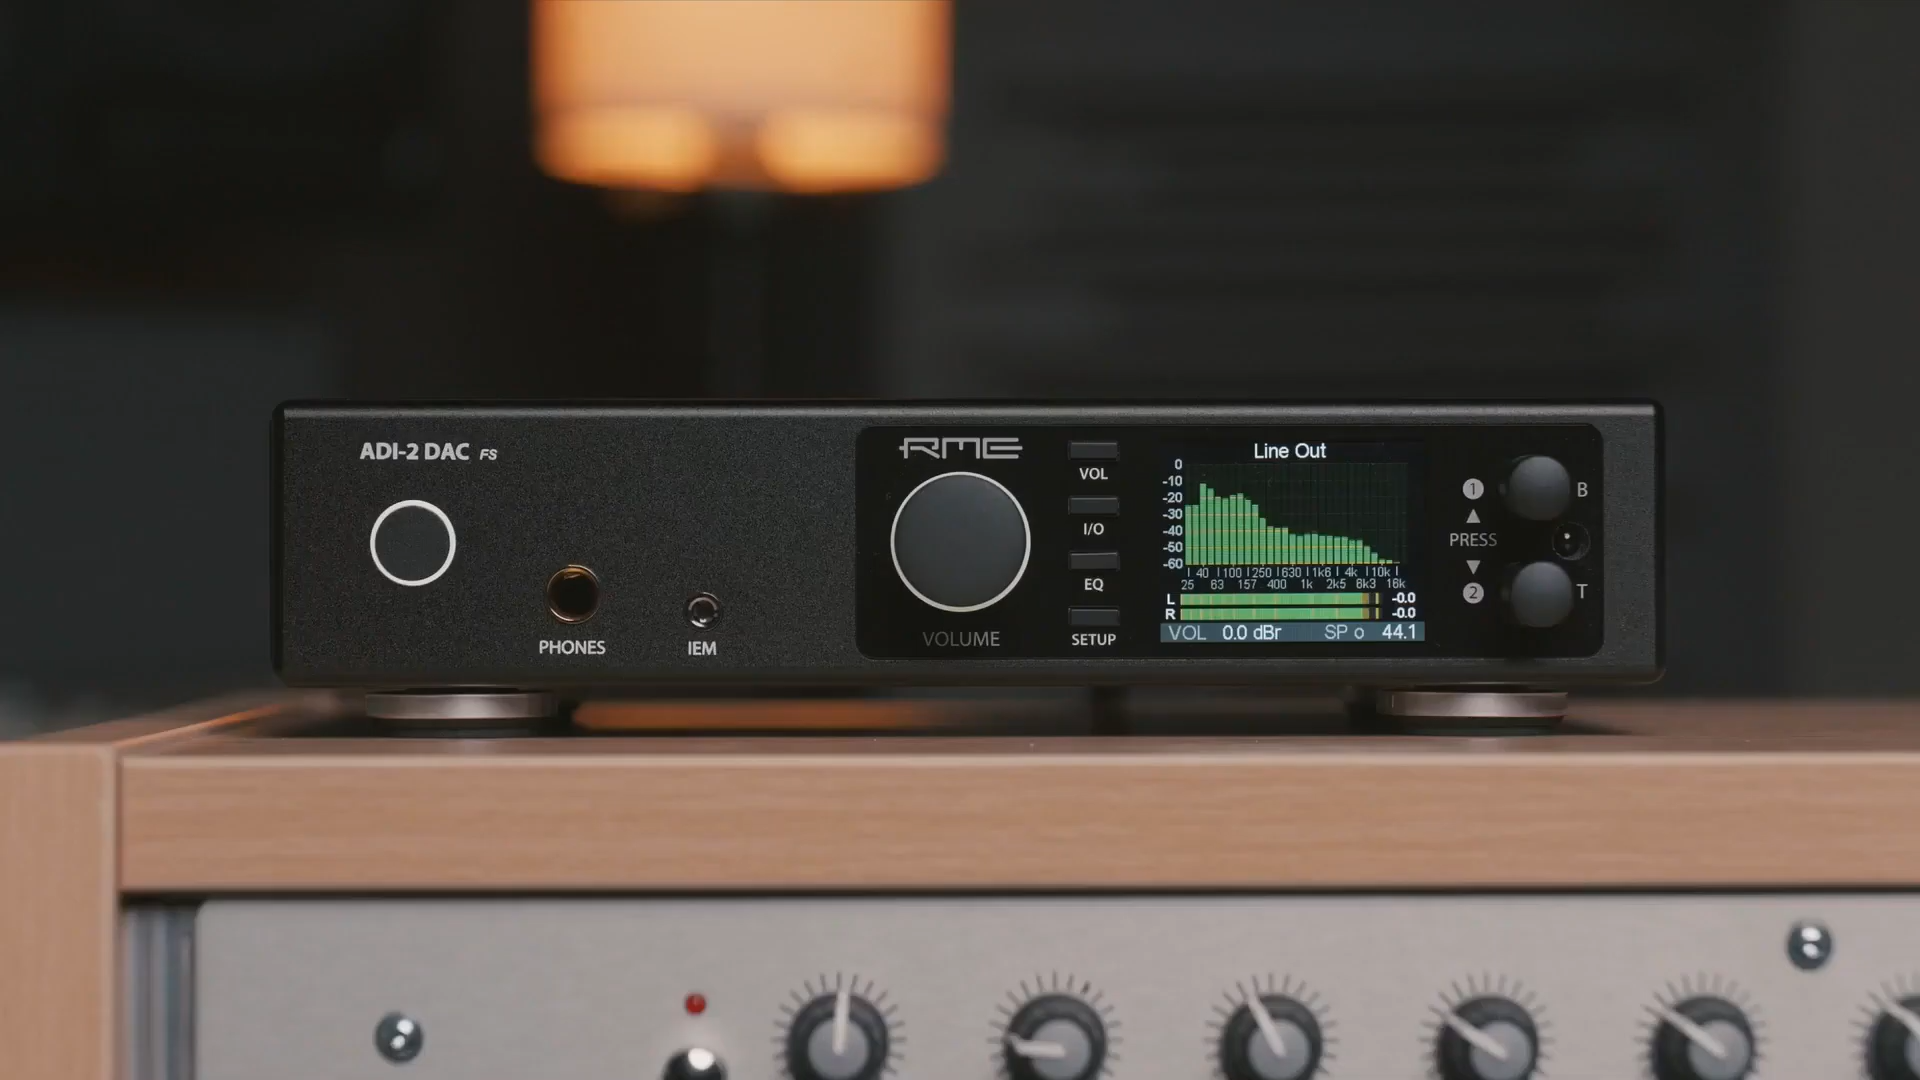 ADI-2 DAC FS
PHONES
IEM
RME
VOLUME
VOL
I/O
EQ
SETUP
Line Out
0
-10
-20
-30
-40
-50
-60
40 100 250 630 1k6 4k 10k
25 63 157 400 1k 2k5 6k3 16k
L -0.0
R -0.0
VOL 0.0 dBr SP o 44.1
1 B
PRESS
2 T